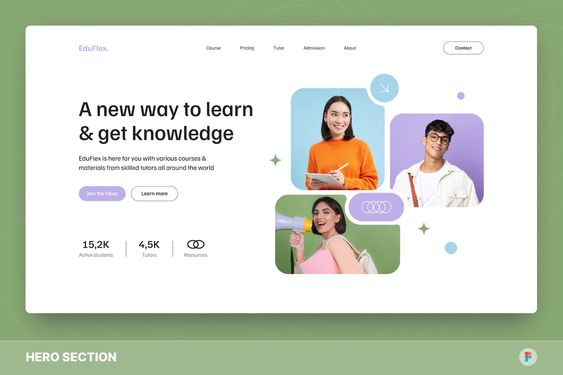 EduFlex.
Course Pricing Tutor Admission About
Contact
A new way to learn
& get knowledge
EduFlex is here for you with various courses &
materials from skilled tutors all around the world
Join the Class
Learn more
15,2K
Active students
4,5K
Tutors
Resources
HERO SECTION